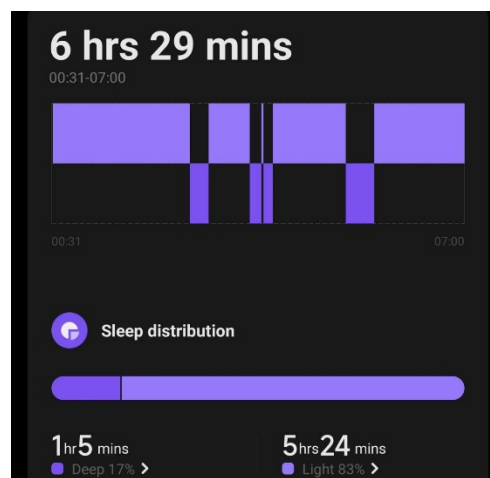 6 hrs 29 mins
00:31-07:00
00:31 07:00
Sleep distribution
1hr5 mins 5hrs24 mins
Deep 17% > Light 83% >